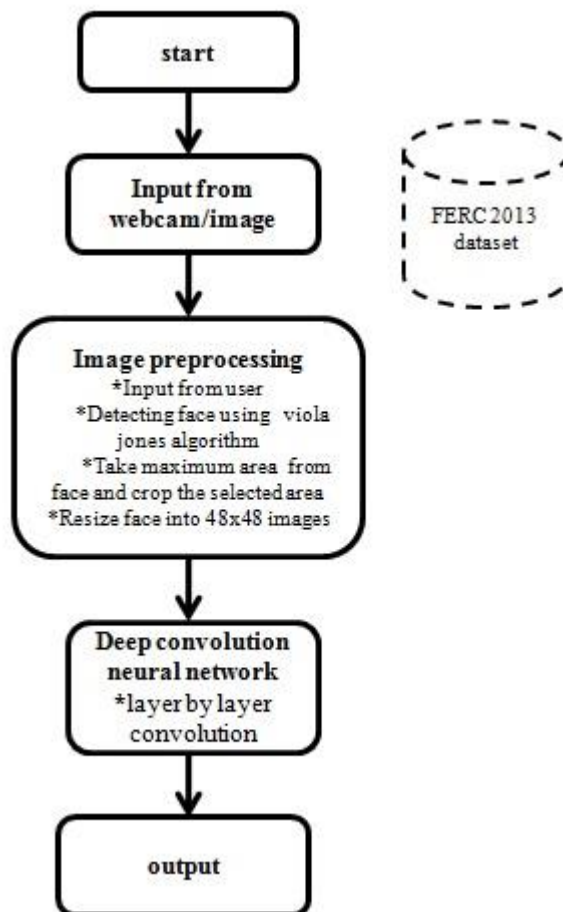 start
Input from
webcam/image
FERC 2013
dataset
Image preprocessing
*Input from user
*Detecting face using viola
jones algorithm
*Take maximum area from
face and crop the selected area
*Resize face into 48x48 images
Deep convolution
neural network
*layer by layer
convolution
output